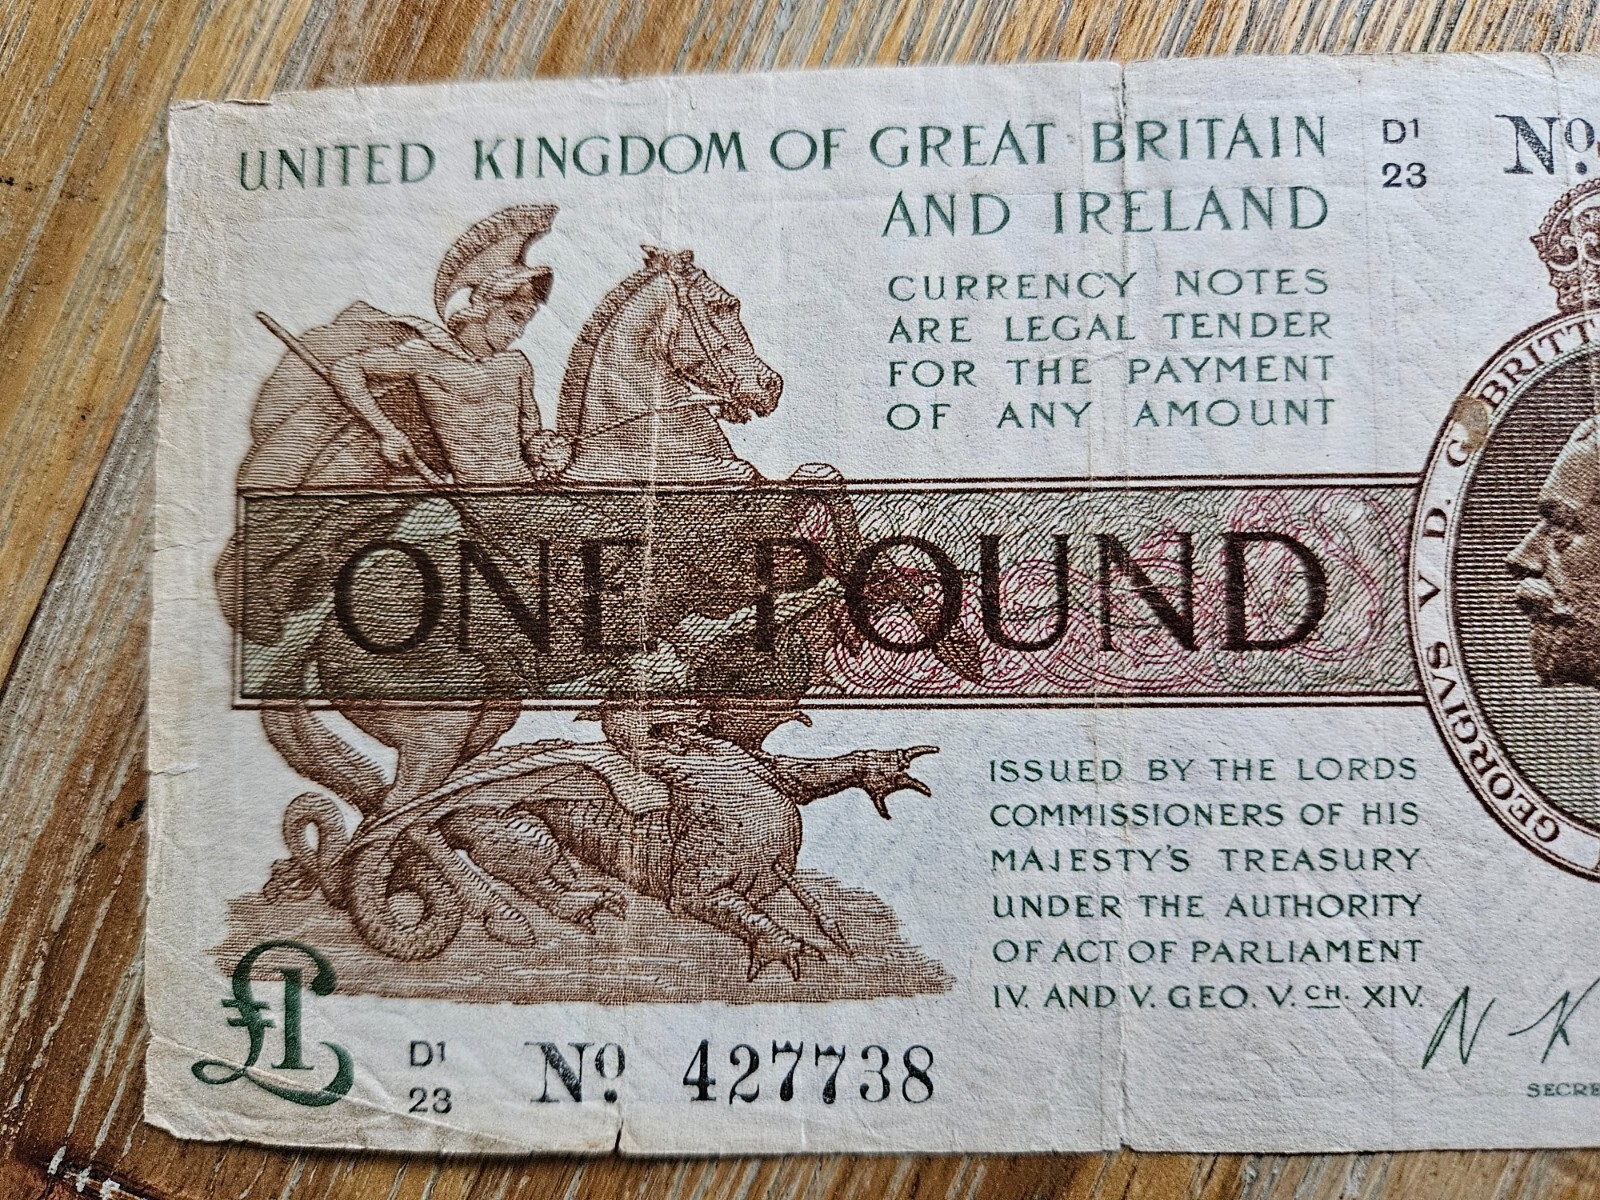 UNITED KINGDOM OF GREAT BRITAIN
AND IRELAND
D1
23
No.
CURRENCY NOTES
ARE LEGAL TENDER
FOR THE PAYMENT
OF ANY AMOUNT
ONE POUND
GEORGIVS V D. G. BRITT
ISSUED BY THE LORDS
COMMISSIONERS OF HIS
MAJESTY'S TREASURY
UNDER THE AUTHORITY
OF ACT OF PARLIAMENT
IV. AND V. GEO. V. CH. XIV.
£1
D1
23
No. 427738
N K
SECRE